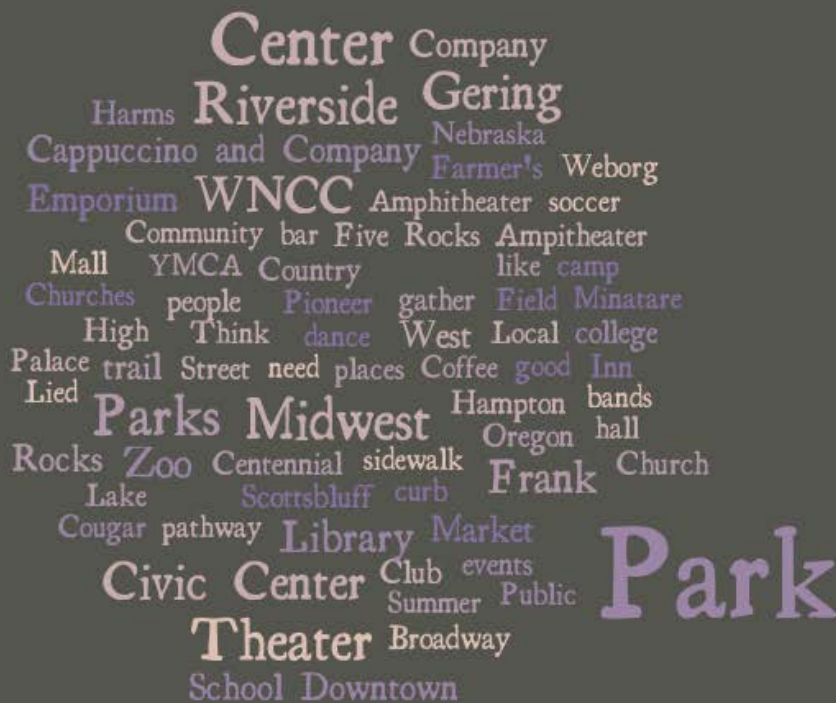 Center Company
Harms Riverside Gering
Nebraska
Cappuccino and Company
Farmer's Weborg
Emporium WNCC Amphitheater soccer
Community bar Five Rocks Ampitheater
Mall YMCA Country like camp
Churches people Pioneer gather Field Minatare
High Think dance West Local college
Palace trail Street need places Coffee good Inn
Lied
Parks Midwest Hampton bands
Oregon hall
Rocks Zoo Centennial sidewalk Frank Church
Lake Scottsbluff curb
Cougar pathway Library Market
Park
Civic Center Club events
Summer Public
Theater Broadway
School Downtown